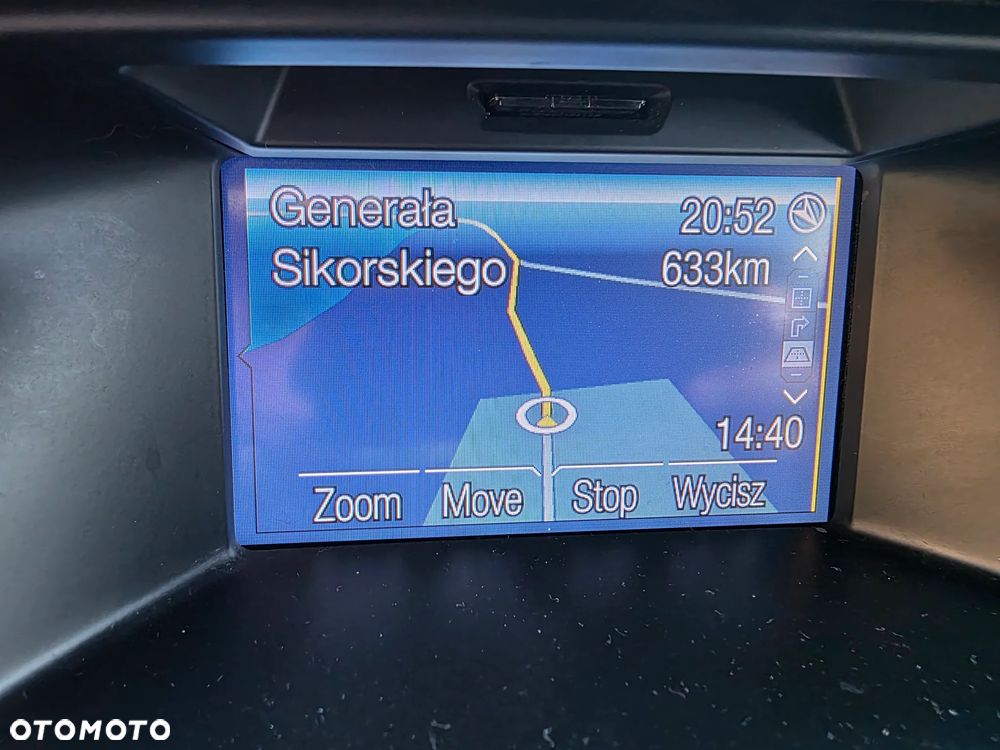 Generała 20:52
Sikorskiego 633km
14:40
Zoom Move Stop Wycisz
OTOMOTO